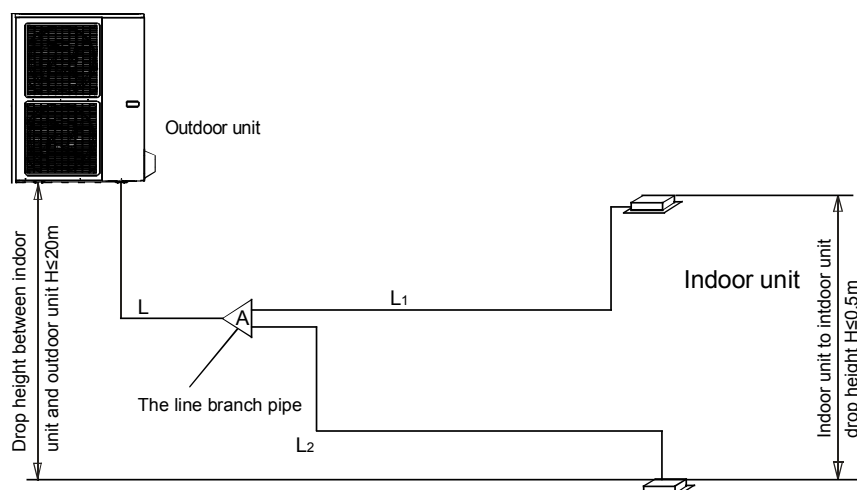 Outdoor unit
Drop height between indoor
unit and outdoor unit H≤20m
L
A
L1
Indoor unit
Indoor unit to intdoor unit
drop height H≤0.5m
The line branch pipe
L2